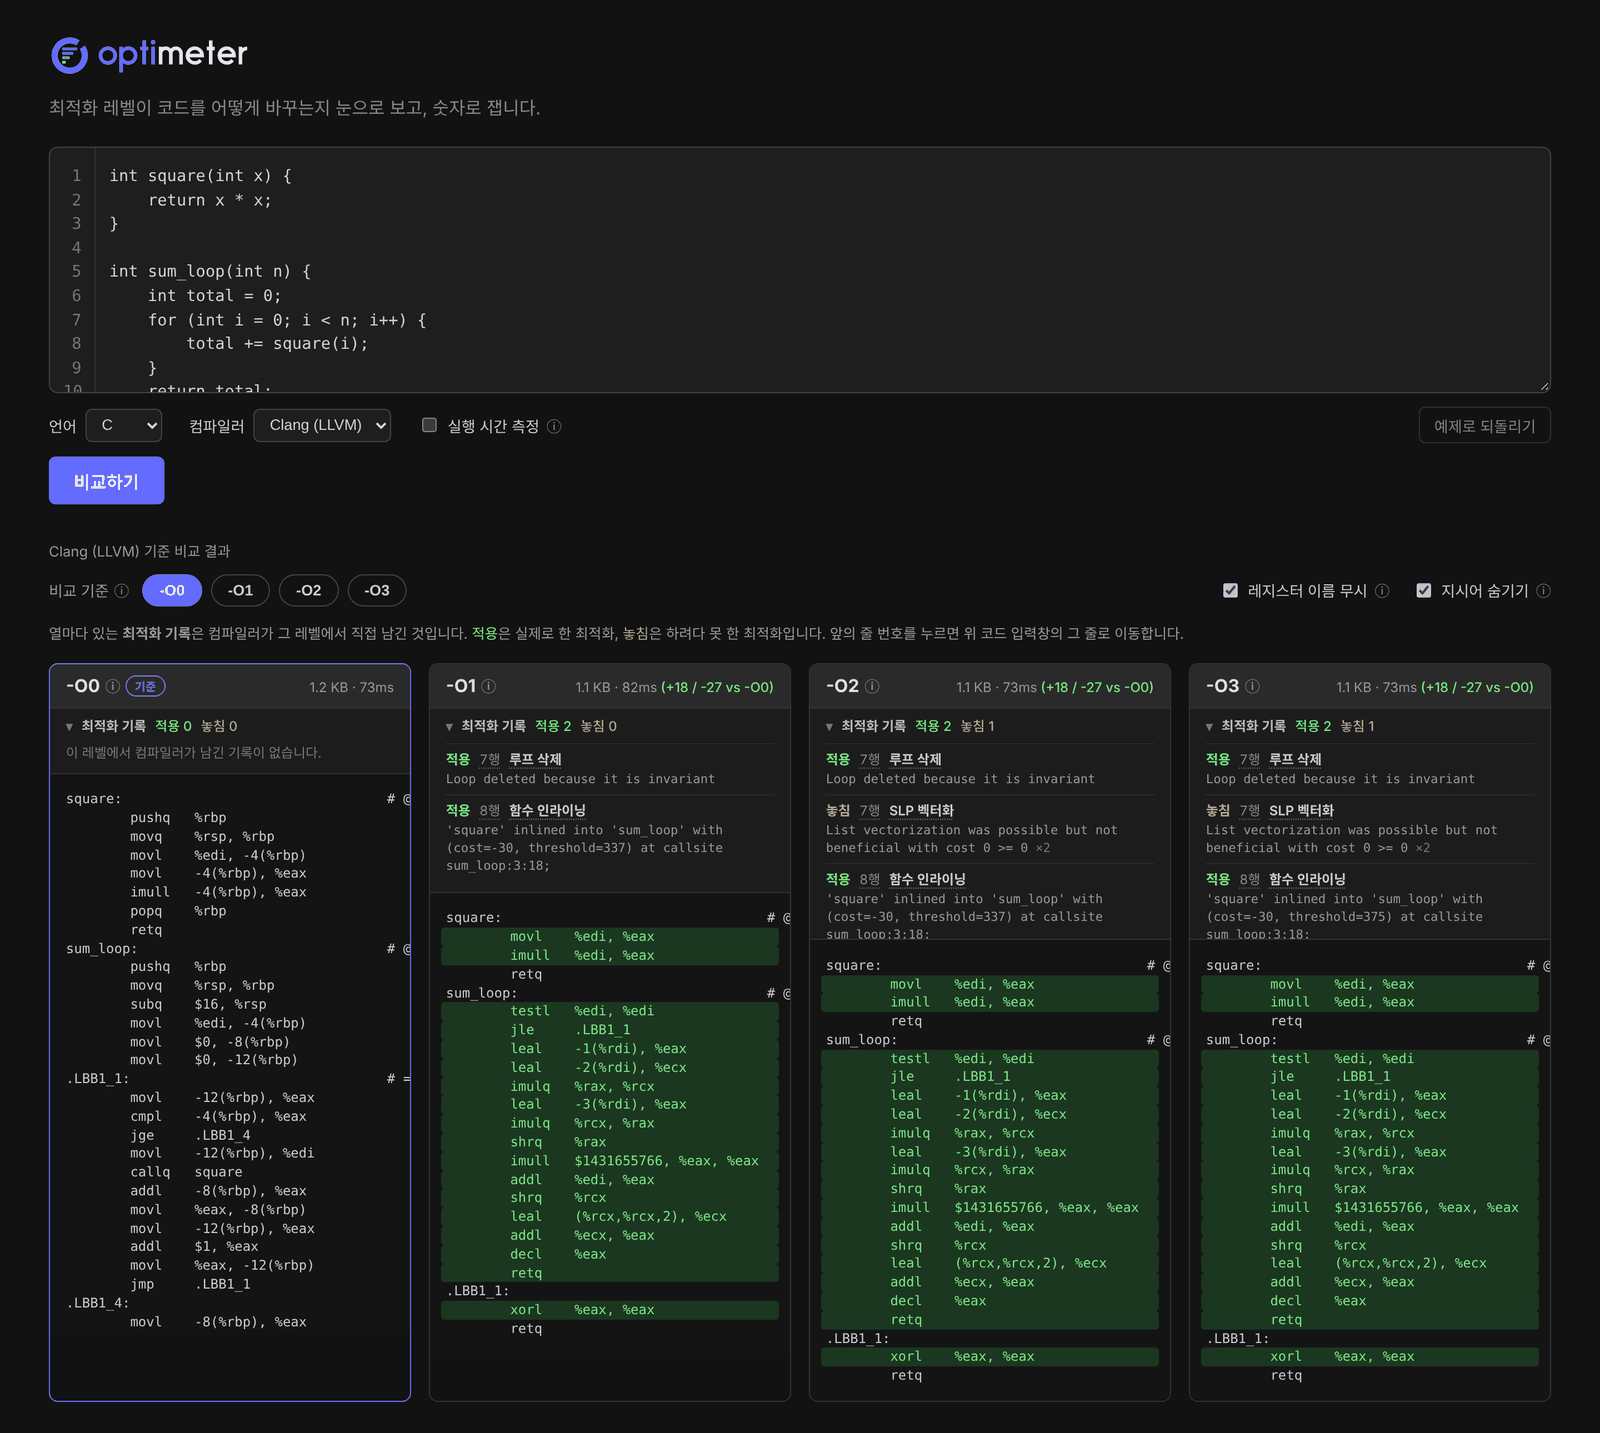 optimeter
최적화 레벨이 코드를 어떻게 바꾸는지 눈으로 보고, 숫자로 잽니다.
1 int square(int x) {
2 return x * x;
3 }
4
5 int sum_loop(int n) {
6 int total = 0;
7 for (int i = 0; i < n; i++) {
8 total += square(i);
9 }
10 return total;
언어 C 컴파일러 Clang (LLVM) 실행 시간 측정 ⓘ 예제로 되돌리기
비교하기
Clang (LLVM) 기준 비교 결과
비교 기준 ⓘ -O0 -O1 -O2 -O3 레지스터 이름 무시 ⓘ 지시어 숨기기 ⓘ
열마다 있는 최적화 기록은 컴파일러가 그 레벨에서 직접 남긴 것입니다. 적용은 실제로 한 최적화, 놓침은 하려다 못 한 최적화입니다. 앞의 줄 번호를 누르면 위 코드 입력창의 그 줄로 이동합니다.
-O0 ⓘ 기준 1.2 KB · 73ms
▼ 최적화 기록 적용 0 놓침 0
이 레벨에서 컴파일러가 남긴 기록이 없습니다.
square: # @
pushq %rbp
movq %rsp, %rbp
movl %edi, -4(%rbp)
movl -4(%rbp), %eax
imull -4(%rbp), %eax
popq %rbp
retq
sum_loop: # @
pushq %rbp
movq %rsp, %rbp
subq $16, %rsp
movl %edi, -4(%rbp)
movl $0, -8(%rbp)
movl $0, -12(%rbp)
.LBB1_1: # =
movl -12(%rbp), %eax
cmpl -4(%rbp), %eax
jge .LBB1_4
movl -12(%rbp), %edi
callq square
addl -8(%rbp), %eax
movl %eax, -8(%rbp)
movl -12(%rbp), %eax
addl $1, %eax
movl %eax, -12(%rbp)
jmp .LBB1_1
.LBB1_4:
movl -8(%rbp), %eax
-O1 ⓘ 1.1 KB · 82ms (+18 / -27 vs -O0)
▼ 최적화 기록 적용 2 놓침 0
적용 7행 루프 삭제
Loop deleted because it is invariant
적용 8행 함수 인라이닝
'square' inlined into 'sum_loop' with
(cost=-30, threshold=337) at callsite
sum_loop:3:18;
square: # @
movl %edi, %eax
imull %edi, %eax
retq
sum_loop: # @
testl %edi, %edi
jle .LBB1_1
leal -1(%rdi), %eax
leal -2(%rdi), %ecx
imulq %rax, %rcx
leal -3(%rdi), %eax
imulq %rcx, %rax
shrq %rax
imull $1431655766, %eax, %eax
addl %edi, %eax
shrq %rcx
leal (%rcx,%rcx,2), %ecx
addl %ecx, %eax
decl %eax
retq
.LBB1_1:
xorl %eax, %eax
retq
-O2 ⓘ 1.1 KB · 73ms (+18 / -27 vs -O0)
▼ 최적화 기록 적용 2 놓침 1
적용 7행 루프 삭제
Loop deleted because it is invariant
놓침 7행 SLP 벡터화
List vectorization was possible but not
beneficial with cost 0 >= 0 ×2
적용 8행 함수 인라이닝
'square' inlined into 'sum_loop' with
(cost=-30, threshold=337) at callsite
sum_loop:3:18;
square: # @
movl %edi, %eax
imull %edi, %eax
retq
sum_loop: # @
testl %edi, %edi
jle .LBB1_1
leal -1(%rdi), %eax
leal -2(%rdi), %ecx
imulq %rax, %rcx
leal -3(%rdi), %eax
imulq %rcx, %rax
shrq %rax
imull $1431655766, %eax, %eax
addl %edi, %eax
shrq %rcx
leal (%rcx,%rcx,2), %ecx
addl %ecx, %eax
decl %eax
retq
.LBB1_1:
xorl %eax, %eax
retq
-O3 ⓘ 1.1 KB · 73ms (+18 / -27 vs -O0)
▼ 최적화 기록 적용 2 놓침 1
적용 7행 루프 삭제
Loop deleted because it is invariant
놓침 7행 SLP 벡터화
List vectorization was possible but not
beneficial with cost 0 >= 0 ×2
적용 8행 함수 인라이닝
'square' inlined into 'sum_loop' with
(cost=-30, threshold=375) at callsite
sum_loop:3:18;
square: # @
movl %edi, %eax
imull %edi, %eax
retq
sum_loop: # @
testl %edi, %edi
jle .LBB1_1
leal -1(%rdi), %eax
leal -2(%rdi), %ecx
imulq %rax, %rcx
leal -3(%rdi), %eax
imulq %rcx, %rax
shrq %rax
imull $1431655766, %eax, %eax
addl %edi, %eax
shrq %rcx
leal (%rcx,%rcx,2), %ecx
addl %ecx, %eax
decl %eax
retq
.LBB1_1:
xorl %eax, %eax
retq